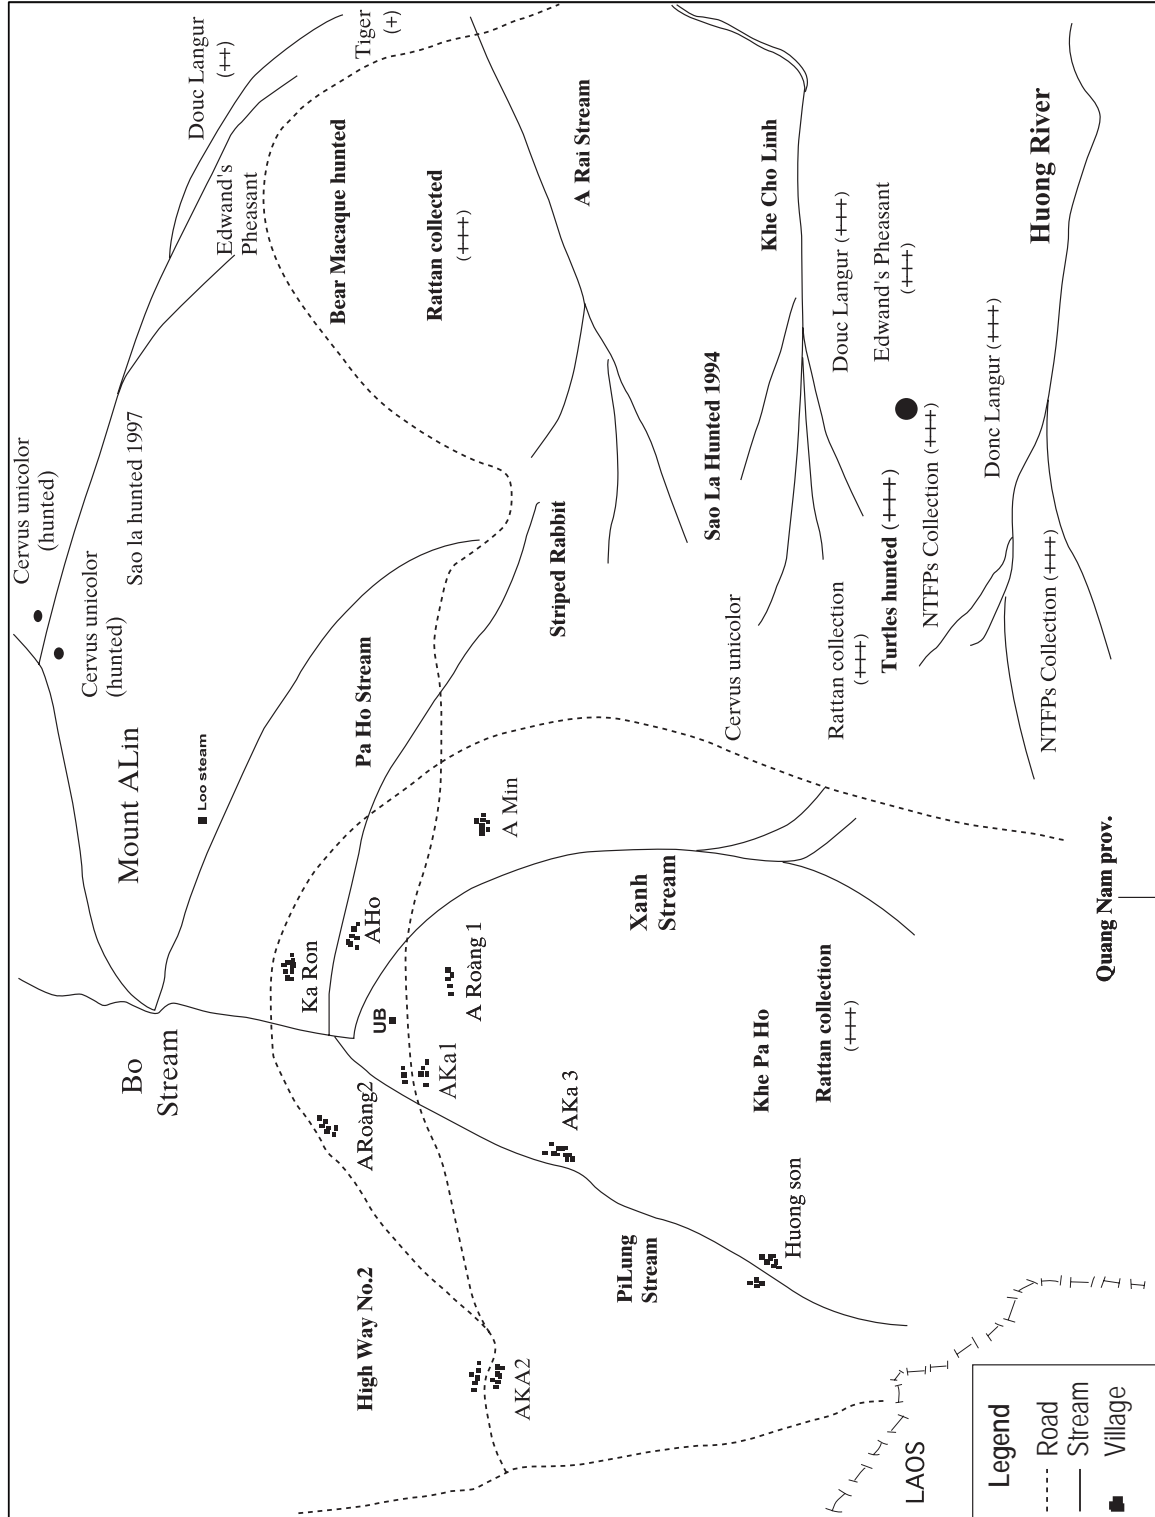 Cervus unicolor
(hunted)
Cervus unicolor
(hunted)
Sao la hunted 1997
Douc Langur
(++)
Edwand's
Pheasant
Tiger
(+)
Mount ALin
Loo steam
Bo
Stream
Bear Macaque hunted
Rattan collected
(+++)
Pa Ho Stream
Ka Ron
AHo
UB
ARoàng2
AKa1
A Roàng 1
A Min
High Way No.2
AKA2
AKa 3
Striped Rabbit
A Rai Stream
Xanh
Stream
PiLung
Stream
Sao La Hunted 1994
Khe Cho Linh
Cervus unicolor
Khe Pa Ho
Rattan collection
(+++)
Huong son
Rattan collection
(+++)
Douc Langur (+++)
Edwand's Pheasant
(+++)
Turtles hunted (+++)
NTFPs Collection (+++)
Donc Langur (+++)
Huong River
NTFPs Collection (+++)
Quang Nam prov.
LAOS
Legend
Road
Stream
Village